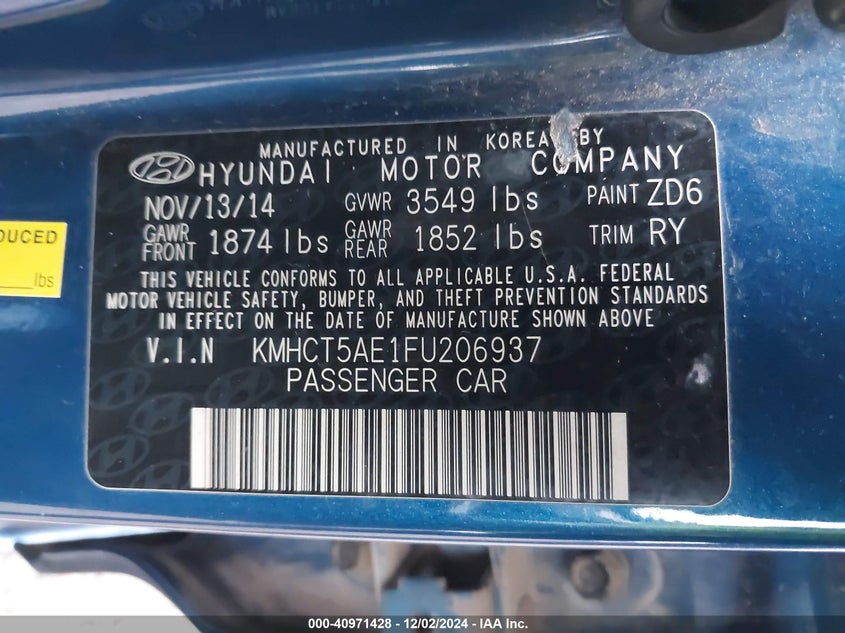 MANUFACTURED IN KOREA BY
HYUNDAI MOTOR COMPANY
NOV/13/14 GVWR 3549 lbs PAINT ZD6
GAWR FRONT 1874 lbs GAWR REAR 1852 lbs TRIM RY
THIS VEHICLE CONFORMS TO ALL APPLICABLE U.S.A. FEDERAL
MOTOR VEHICLE SAFETY, BUMPER, AND THEFT PREVENTION STANDARDS
IN EFFECT ON THE DATE OF MANUFACTURE SHOWN ABOVE
V.I.N KMHCT5AE1FU206937
PASSENGER CAR
DUCED
lbs
000-40971428 - 12/02/2024 - IAA Inc.